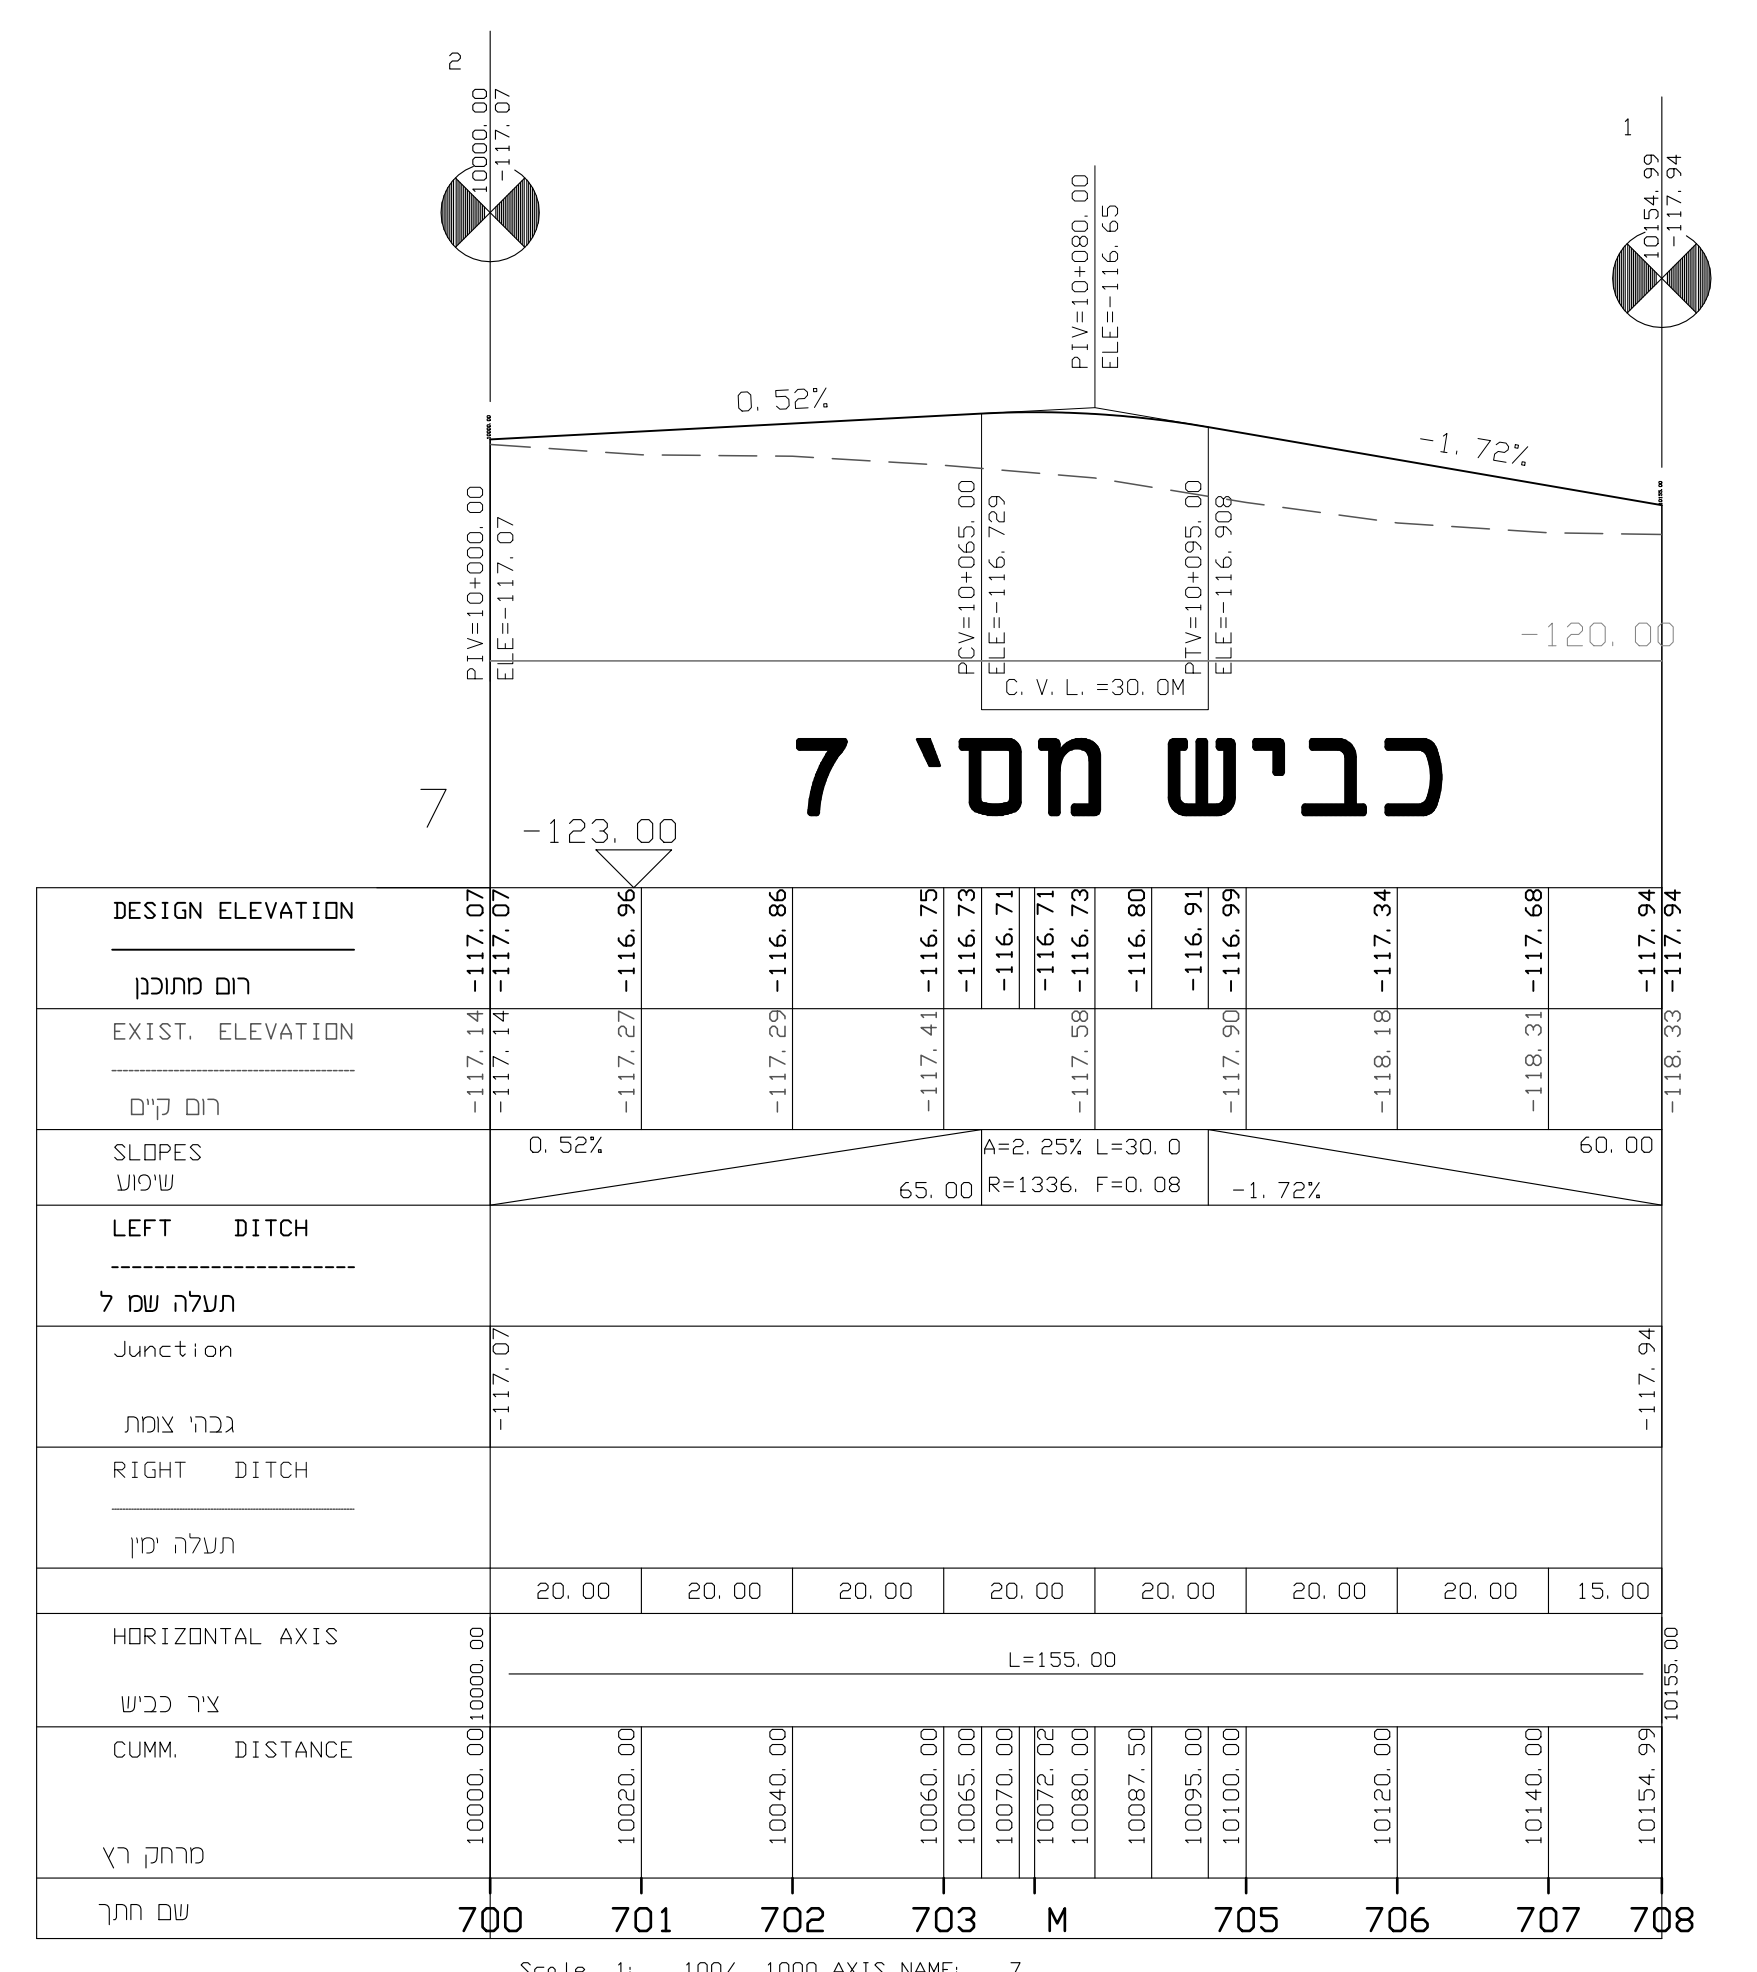 2
10000.00
-117.07
1
10154.99
-117.94
PIV=10+080.00
ELE=-116.65
0.52%
-1.72%
PIV=10+000.00
ELE=-117.07
PCV=10+065.00
ELE=-116.729
PTV=10+095.00
ELE=-116.908
-120.00
C.V.L.=30.0M
כביש מס' 7
7
-123.00
DESIGN ELEVATION
רום מתוכנן
-117.07 -117.07 -116.96 -116.86 -116.75 -116.73 -116.71 -116.71 -116.73 -116.80 -116.91 -116.99 -117.34 -117.68 -117.94 -117.94
EXIST. ELEVATION
רום קיים
-117.14 -117.14 -117.27 -117.29 -117.41 -117.58 -117.90 -118.18 -118.31 -118.33
SLOPES
שיפוע
0.52% A=2.25% L=30.0 60.00
65.00 R=1336. F=0.08 -1.72%
LEFT DITCH
תעלה שמ ל
Junction
גבהי צומת
-117.07 -117.94
RIGHT DITCH
תעלה ימין
20.00 20.00 20.00 20.00 20.00 20.00 20.00 15.00
HORIZONTAL AXIS
ציר כביש
10000.00 L=155.00 10155.00
CUMM. DISTANCE
מרחק רץ
10000.00 10020.00 10040.00 10060.00 10065.00 10070.00 10072.02 10080.00 10087.50 10095.00 10100.00 10120.00 10140.00 10154.99
שם חתך
700 701 702 703 M 705 706 707 708
Scale 1: 100/ 1000 AXIS NAME: 7